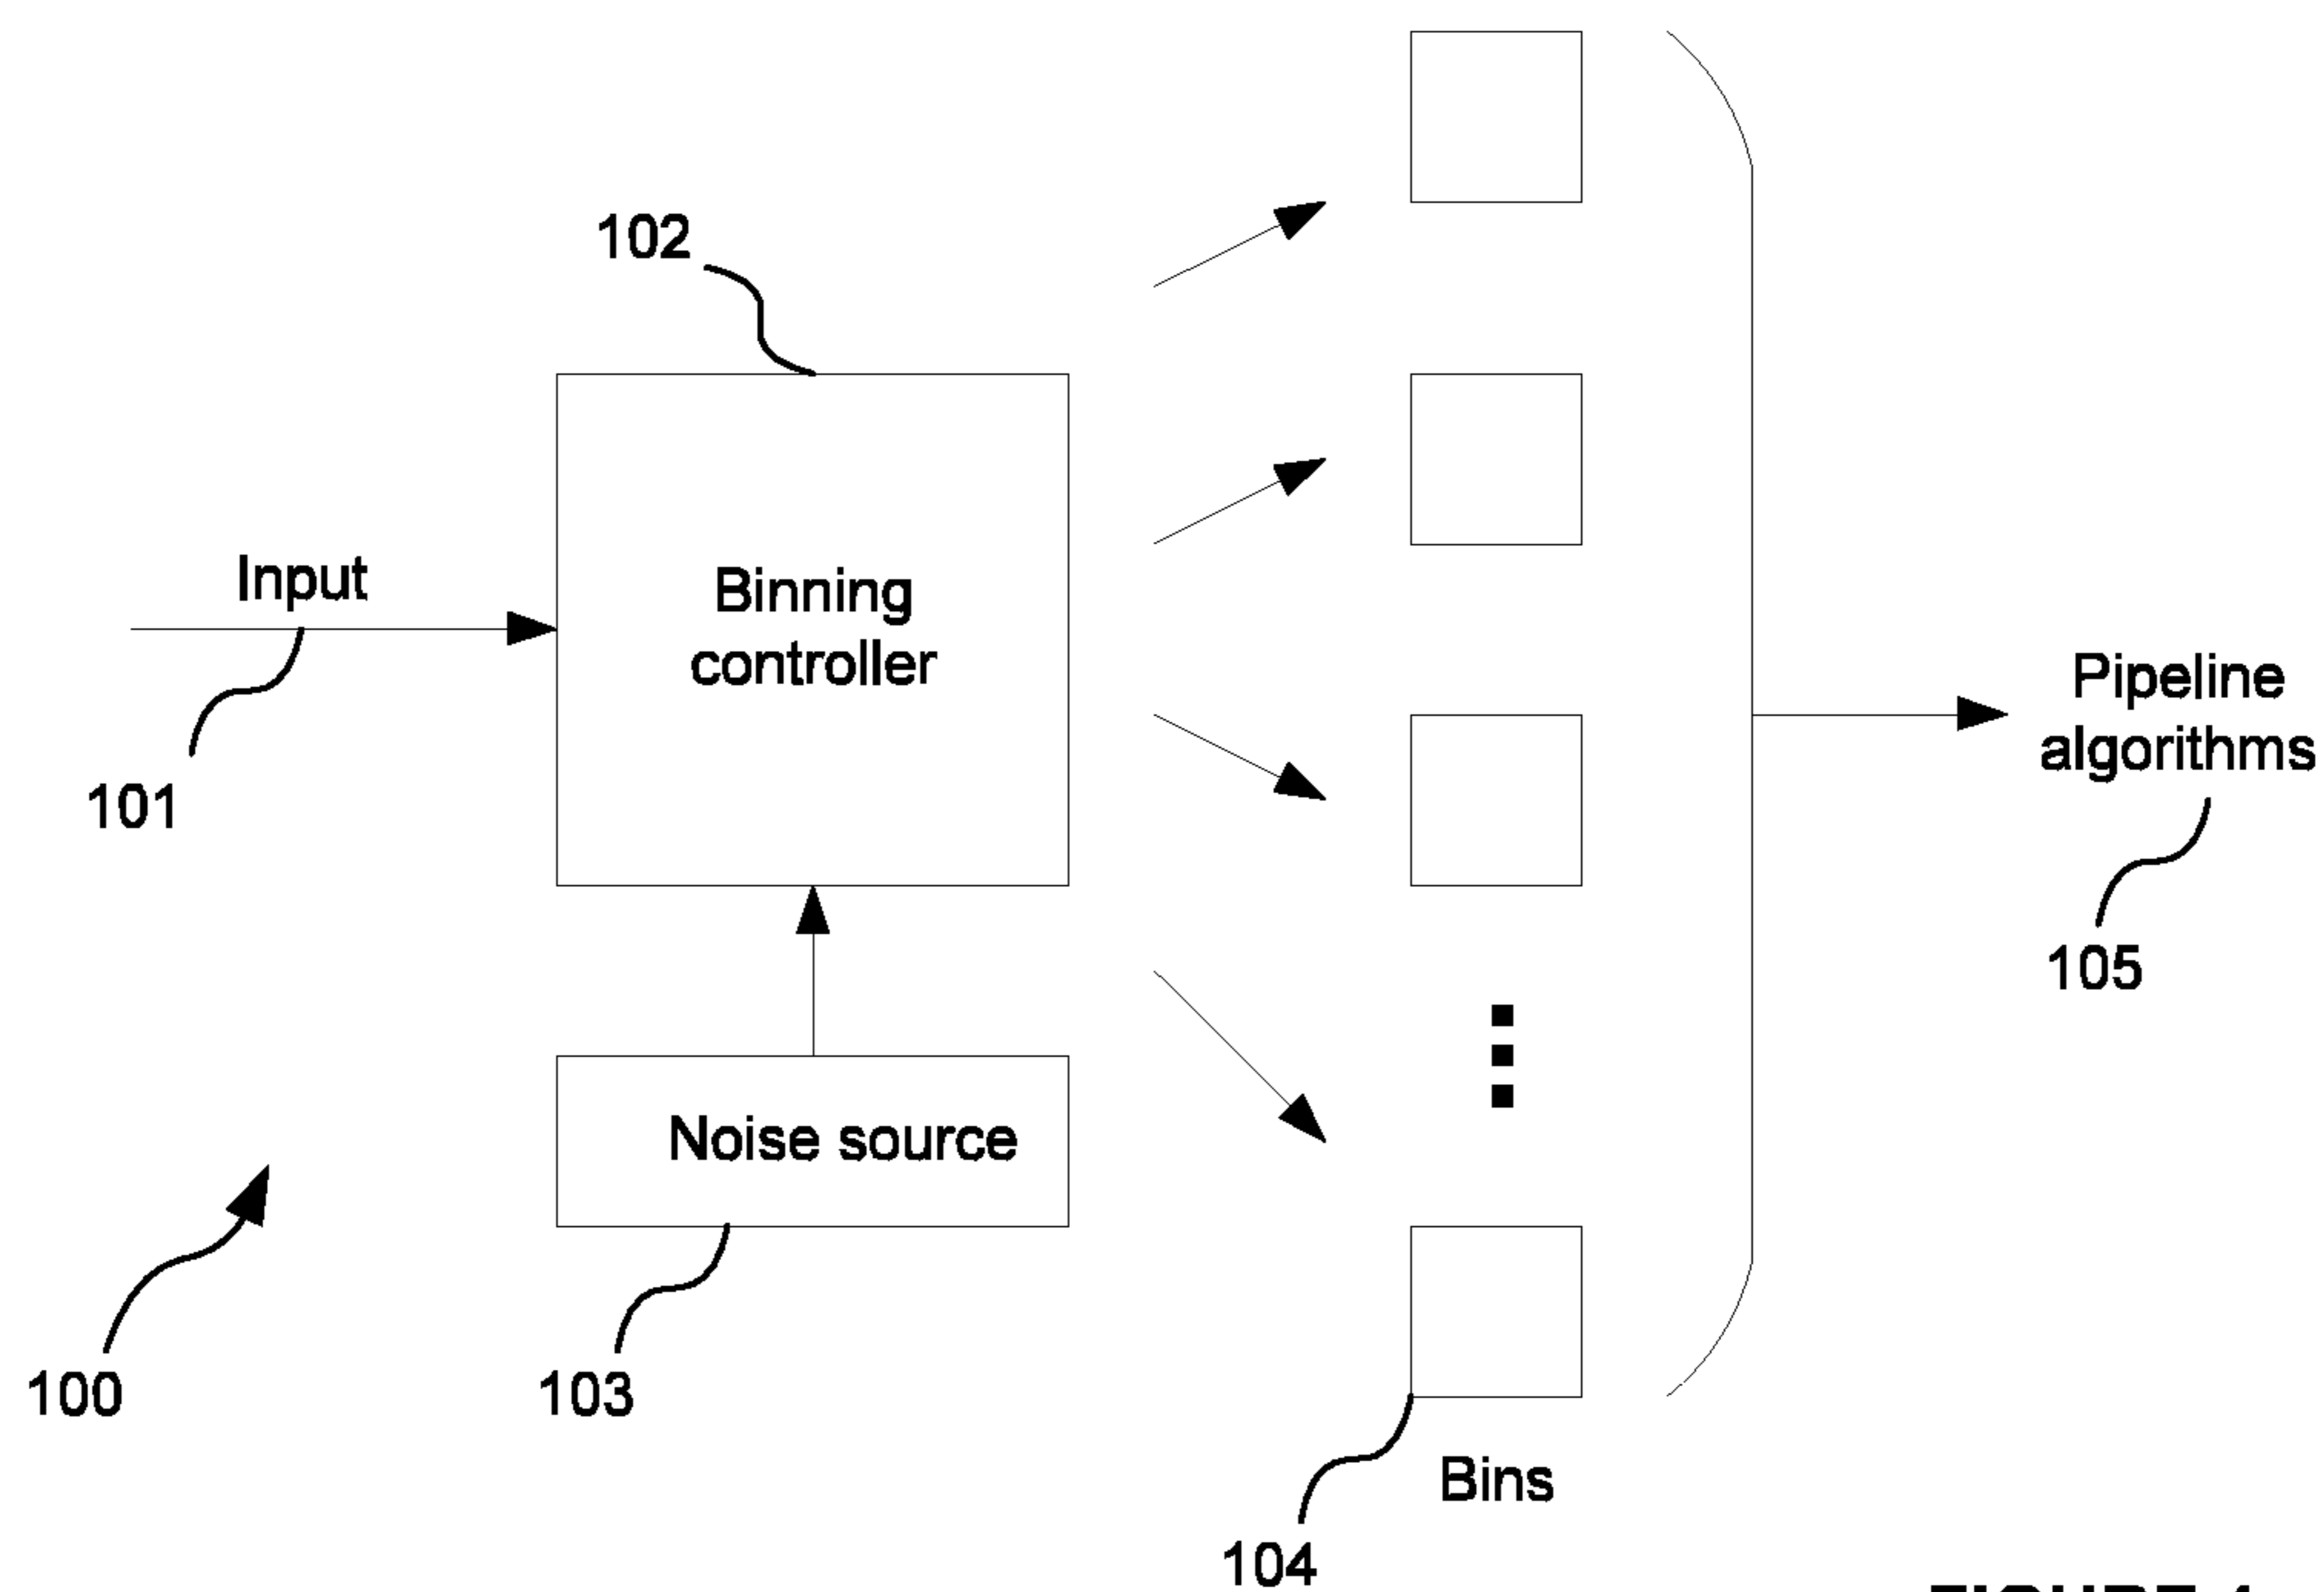 102
Input
Binning
controller
101
Pipeline
algorithms
105
Noise source
100
103
Bins
104